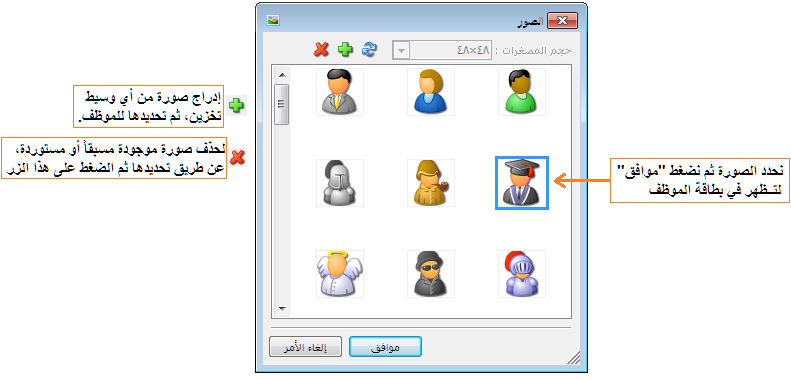 الصور
حجم المصغرات : ٤٨×٤٨
إدراج صورة من أي وسيط
تخزين، ثم تحديدها للموظف.
لحذف صورة موجودة مسبقاً أو مستوردة،
عن طريق تحديدها ثم الضغط على هذا الزر
نحدد الصورة ثم نضغط "موافق"
لتظهر في بطاقة الموظف
موافق
إلغاء الأمر